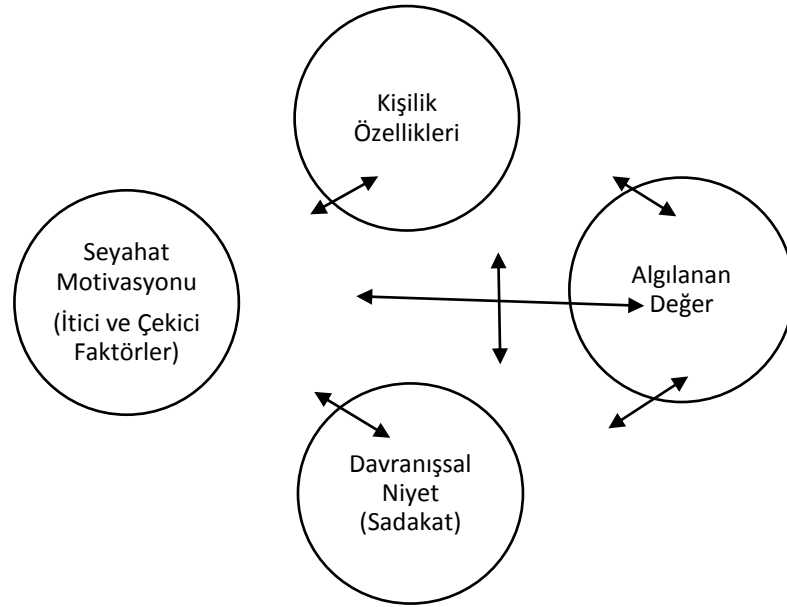 Kişilik
Özellikleri
Seyahat
Motivasyonu
(İtici ve Çekici
Faktörler)
Algılanan
Değer
Davranışsal
Niyet
(Sadakat)